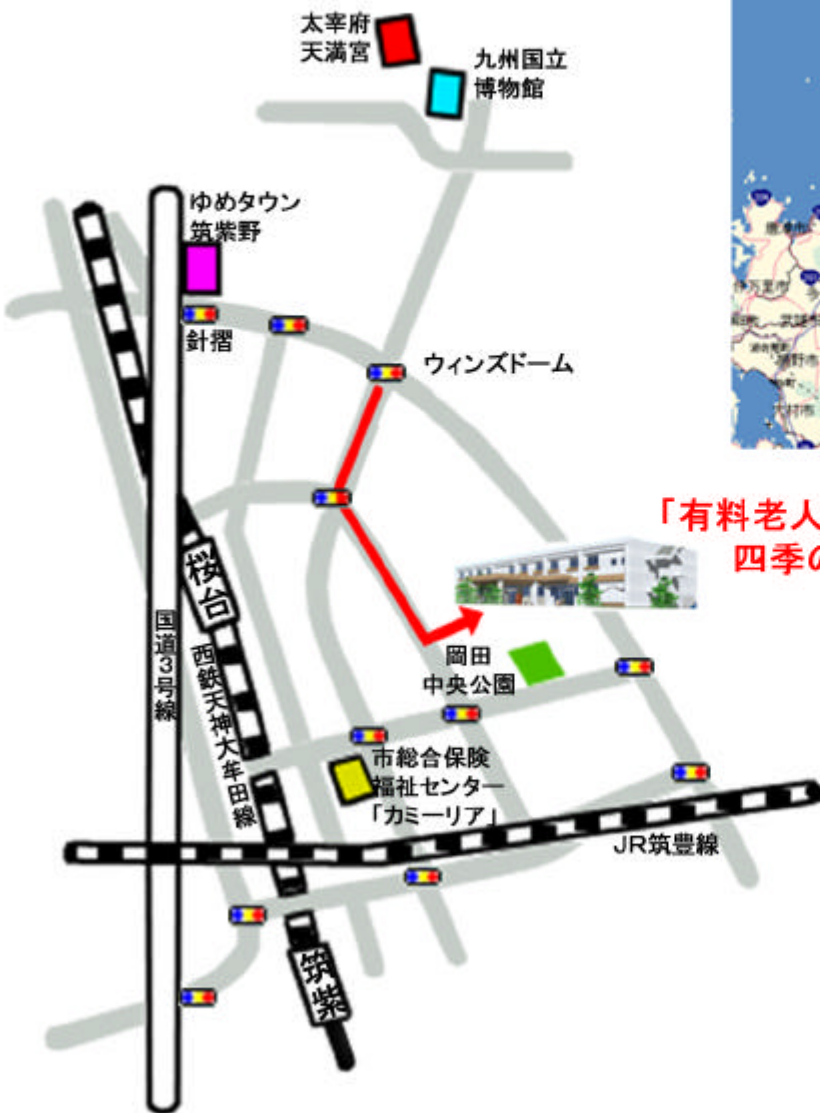 太宰府
天満宮
九州国立
博物館
ゆめタウン
筑紫野
針摺
ウィンズドーム
「有料老人
四季の
桜台
国道3号線
西鉄天神大牟田線
岡田
中央公園
市総合保険
福祉センター
「カミーリア」
JR筑豊線
筑紫
伊万里市